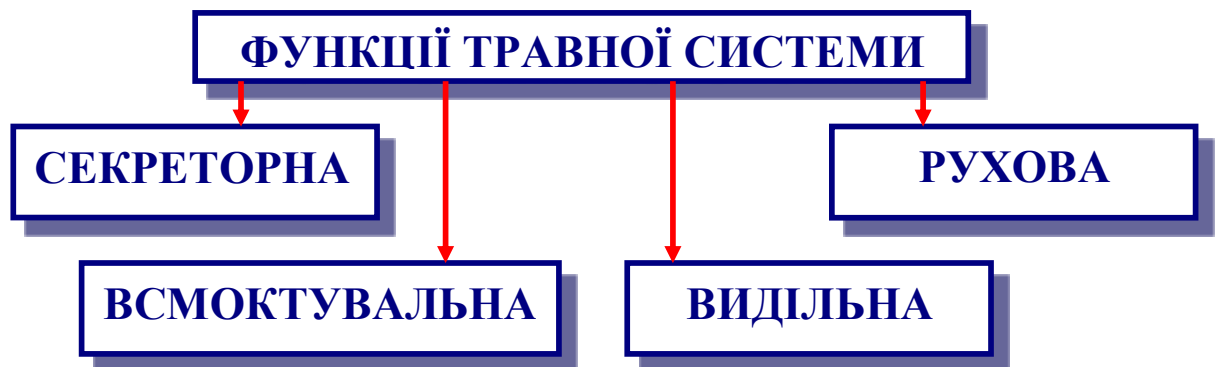 ФУНКЦІЇ ТРАВНОЇ СИСТЕМИ
СЕКРЕТОРНА
РУХОВА
ВСМОКТУВАЛЬНА
ВИДІЛЬНА